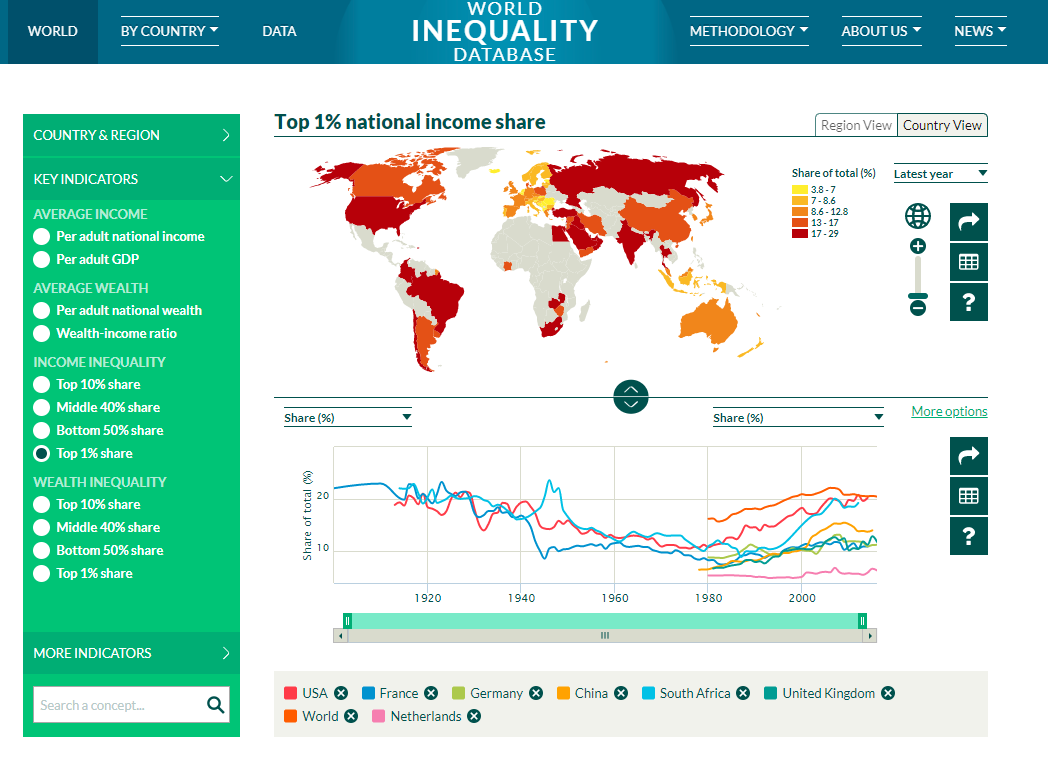 WORLD
BY COUNTRY
DATA
WORLD
INEQUALITY
DATABASE
METHODOLOGY
ABOUT US
NEWS
COUNTRY & REGION
KEY INDICATORS
AVERAGE INCOME
Per adult national income
Per adult GDP
AVERAGE WEALTH
Per adult national wealth
Wealth-income ratio
INCOME INEQUALITY
Top 10% share
Middle 40% share
Bottom 50% share
Top 1% share
WEALTH INEQUALITY
Top 10% share
Middle 40% share
Bottom 50% share
Top 1% share
MORE INDICATORS
Search a concept...
Top 1% national income share
Region View
Country View
Share of total (%)
3.8 - 7
7 - 8.6
8.6 - 12.8
13 - 17
17 - 29
Latest year
?
Share (%)
Share (%)
More options
Share of total (%)
20
10
1920
1940
1960
1980
2000
?
USA
France
Germany
China
South Africa
United Kingdom
World
Netherlands